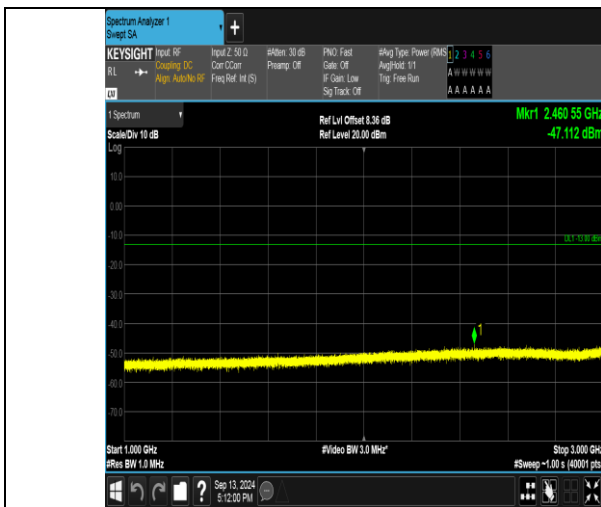 Spectrum Analyzer 1
Swept SA
+
KEYSIGHT
RL
Input: RF
Coupling: DC
Align: Auto/No RF
Input Z: 50 Ω
Corr CCorr
Freq Ref: Int (S)
#Atten: 30 dB
Preamp: Off
PNO: Fast
Gate: Off
IF Gain: Low
Sig Track: Off
#Avg Type: Power (RMS
Avg|Hold: 1/1
Trig: Free Run
1 2 3 4 5 6
A W W W W W
A A A A A A
1 Spectrum
Scale/Div 10 dB
Ref Lvl Offset 8.36 dB
Ref Level 20.00 dBm
Mkr1 2.460 55 GHz
-47.112 dBm
Log
10.0
0.00
-10.0
DL1 -13.00 dBm
-20.0
-30.0
-40.0
1
-50.0
-60.0
-70.0
Start 1.000 GHz
#Res BW 1.0 MHz
#Video BW 3.0 MHz*
Stop 3.000 GHz
#Sweep ~1.00 s (40001 pts
?
Sep 13, 2024
5:12:00 PM